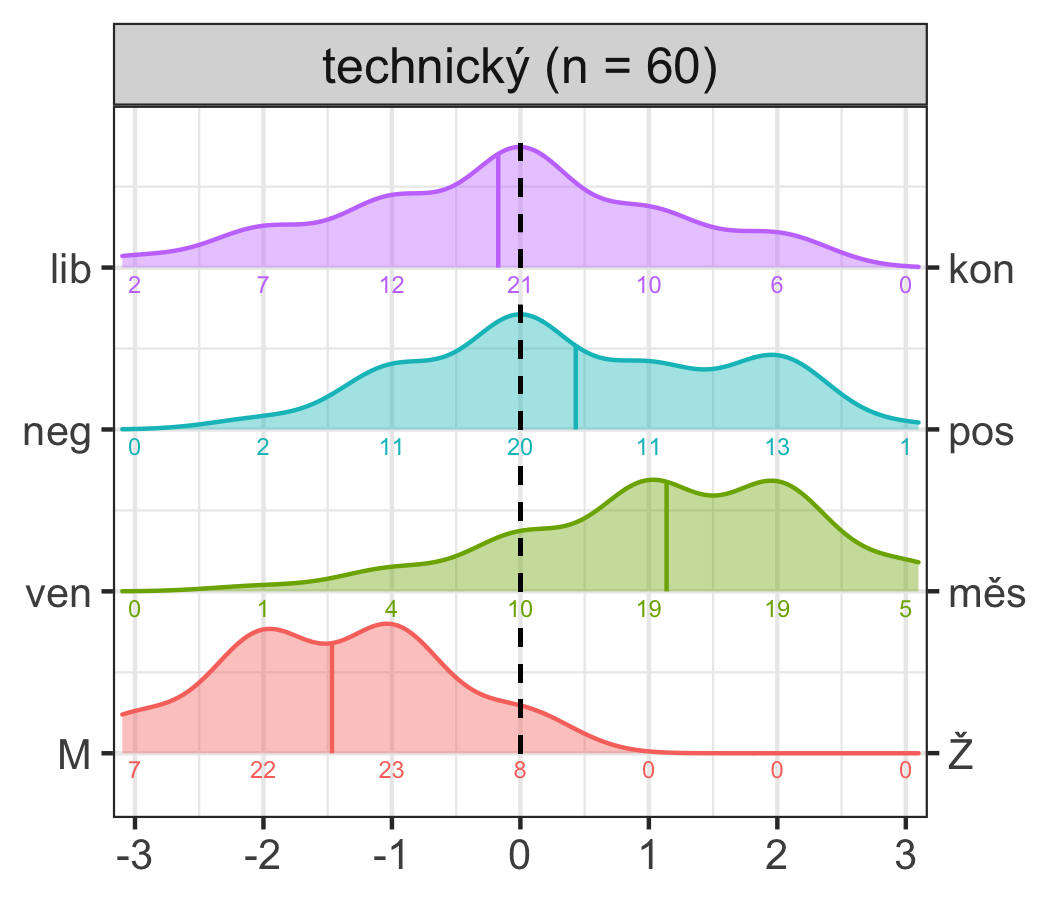 technický (n = 60)
lib kon
2 7 12 21 10 6 0
neg pos
0 2 11 20 11 13 1
ven měs
0 1 4 10 19 19 5
M Ž
7 22 23 8 0 0 0
-3 -2 -1 0 1 2 3